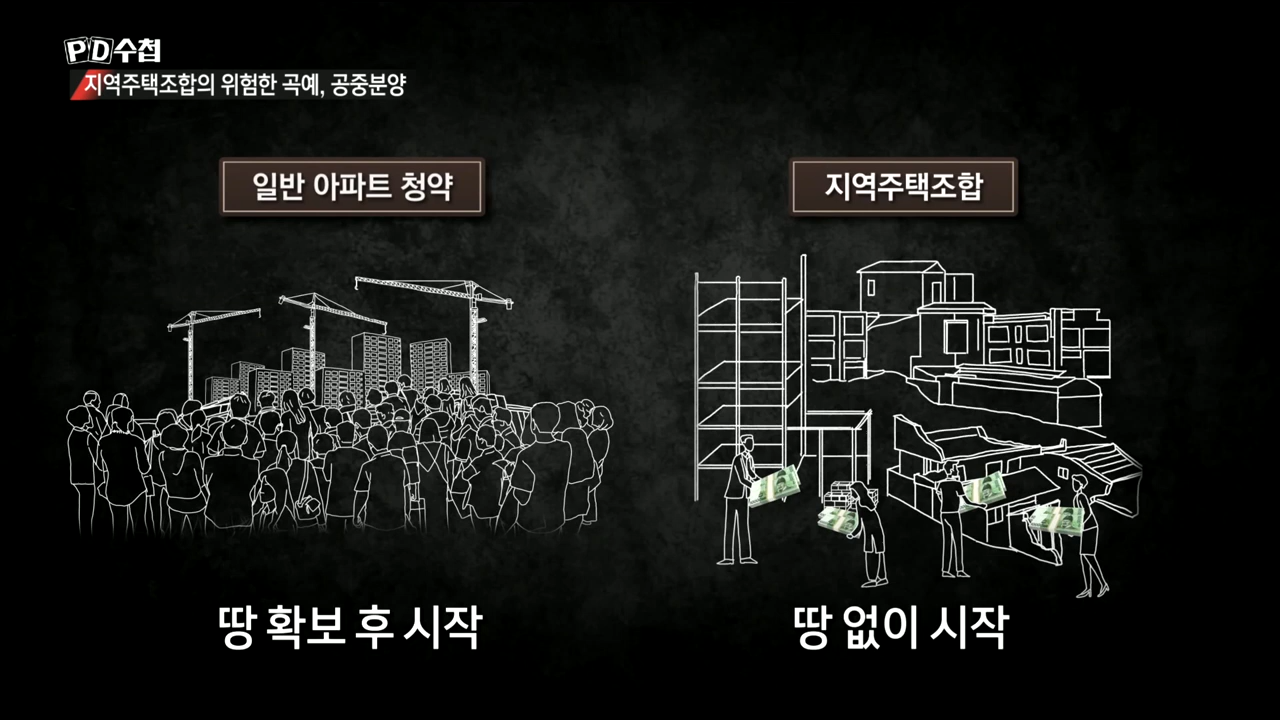 PD수첩
지역주택조합의 위험한 곡예, 공중분양
일반 아파트 청약
지역주택조합
땅 확보 후 시작
땅 없이 시작